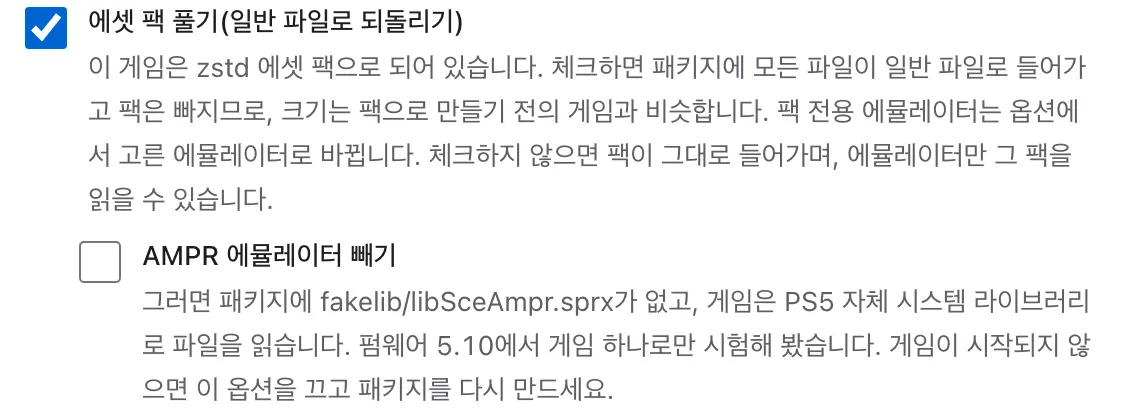 에셋 팩 풀기(일반 파일로 되돌리기)
이 게임은 zstd 에셋 팩으로 되어 있습니다. 체크하면 패키지에 모든 파일이 일반 파일로 들어가
고 팩은 빠지므로, 크기는 팩으로 만들기 전의 게임과 비슷합니다. 팩 전용 에뮬레이터는 옵션에
서 고른 에뮬레이터로 바뀝니다. 체크하지 않으면 팩이 그대로 들어가며, 에뮬레이터만 그 팩을
읽을 수 있습니다.
AMPR 에뮬레이터 빼기
그러면 패키지에 fakelib/libSceAmpr.sprx가 없고, 게임은 PS5 자체 시스템 라이브러리
로 파일을 읽습니다. 펌웨어 5.10에서 게임 하나로만 시험해 봤습니다. 게임이 시작되지 않
으면 이 옵션을 끄고 패키지를 다시 만드세요.